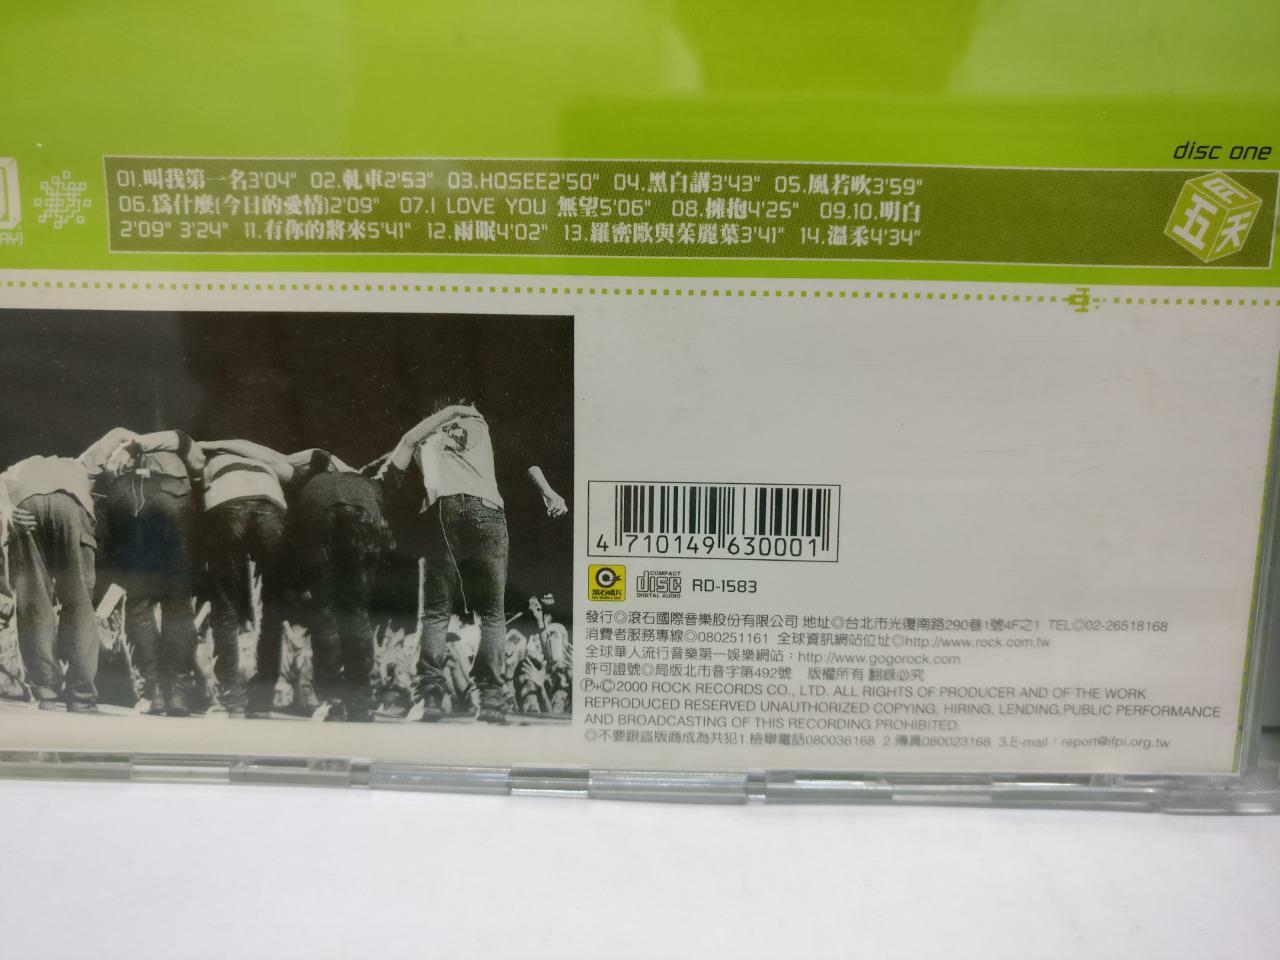 disc one
01.叫我第一名3'04" 02.軋車2'53" 03.HOSEE2'50" 04.黑白講3'43" 05.風若吹3'59"
06.爲什麼(今日的愛情)2'09" 07.I LOVE YOU 無望5'06" 08.擁抱4'25" 09.10.明白
2'09" 3'24" 11.有你的將來5'41" 12.雨眠4'02" 13.羅密歐與茱麗葉3'41" 14.溫柔4'34"
五
天
AY)
4 710149 630001
滾石唱片
COMPACT
disc
DIGITAL AUDIO
RD-1583
發行◎滾石國際音樂股份有限公司 地址◎台北市光復南路290巷1號4F之1 TEL◎02-26518168
消費者服務專線◎080251161 全球資訊網站位址◎http://www.rock.com.tw
全球華人流行音樂第一娛樂網站：http://www.gogorock.com
許可證號◎局版北市音字第492號 版權所有 翻錄必究
Ⓟ+Ⓒ2000 ROCK RECORDS CO., LTD. ALL RIGHTS OF PRODUCER AND OF THE WORK
REPRODUCED RESERVED UNAUTHORIZED COPYING, HIRING, LENDING,PUBLIC PERFORMANCE
AND BROADCASTING OF THIS RECORDING PROHIBITED.
◎不要跟盜版商成為共犯1.檢舉電話080036168 2.傳真080023168 3.E-mail：report@ifpi.org.tw